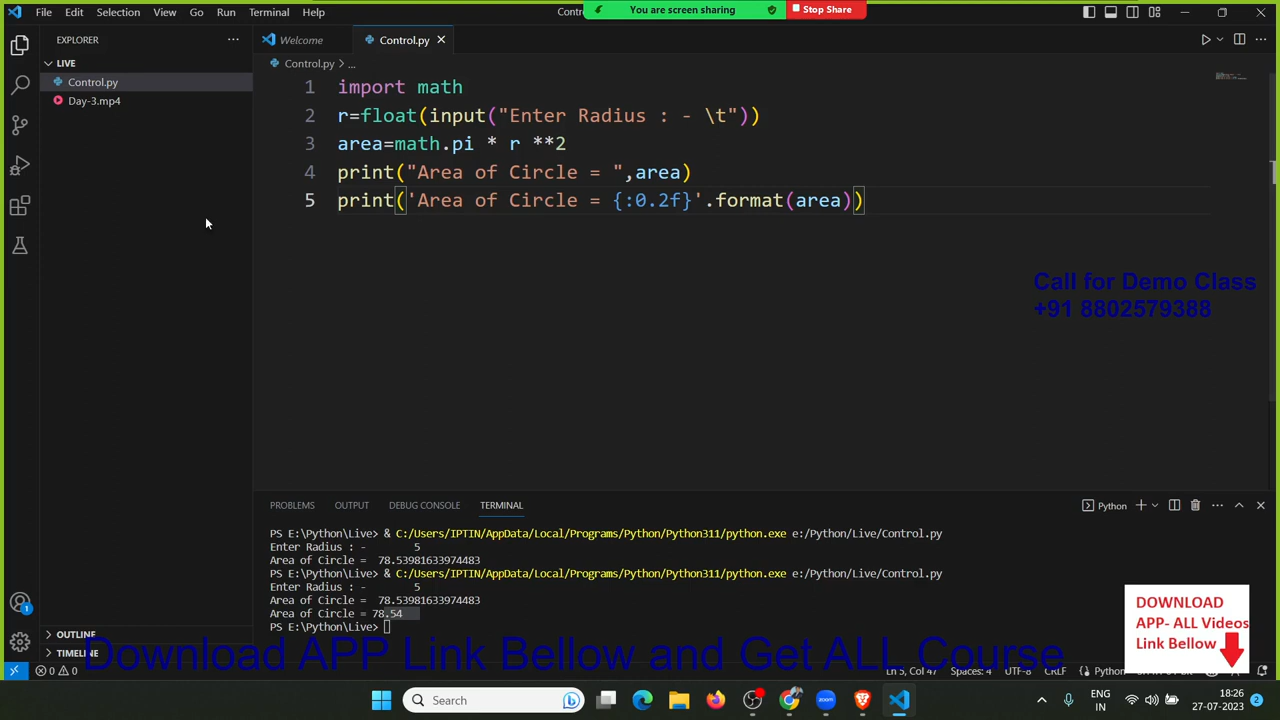 File Edit Selection View Go Run Terminal Help
You are screen sharing Stop Share
EXPLORER
Welcome Control.py
LIVE
Control.py
Day-3.mp4
Control.py > ...
1 import math
2 r=float(input("Enter Radius : - \t"))
3 area=math.pi * r **2
4 print("Area of Circle = ",area)
5 print('Area of Circle = {:0.2f}'.format(area))
Call for Demo Class
+91 8802579388
PROBLEMS OUTPUT DEBUG CONSOLE TERMINAL
Python
PS E:\Python\Live> & C:/Users/IPTIN/AppData/Local/Programs/Python/Python311/python.exe e:/Python/Live/Control.py
Enter Radius : - 5
Area of Circle = 78.53981633974483
PS E:\Python\Live> & C:/Users/IPTIN/AppData/Local/Programs/Python/Python311/python.exe e:/Python/Live/Control.py
Enter Radius : - 5
Area of Circle = 78.53981633974483
Area of Circle = 78.54
PS E:\Python\Live>
DOWNLOAD
APP- ALL Videos
Link Bellow
OUTLINE
TIMELINE
Download APP Link Bellow and Get ALL Course
0 0
Ln 5, Col 47 Spaces: 4 UTF-8 CRLF Python
Search
ENG
IN
18:26
27-07-2023